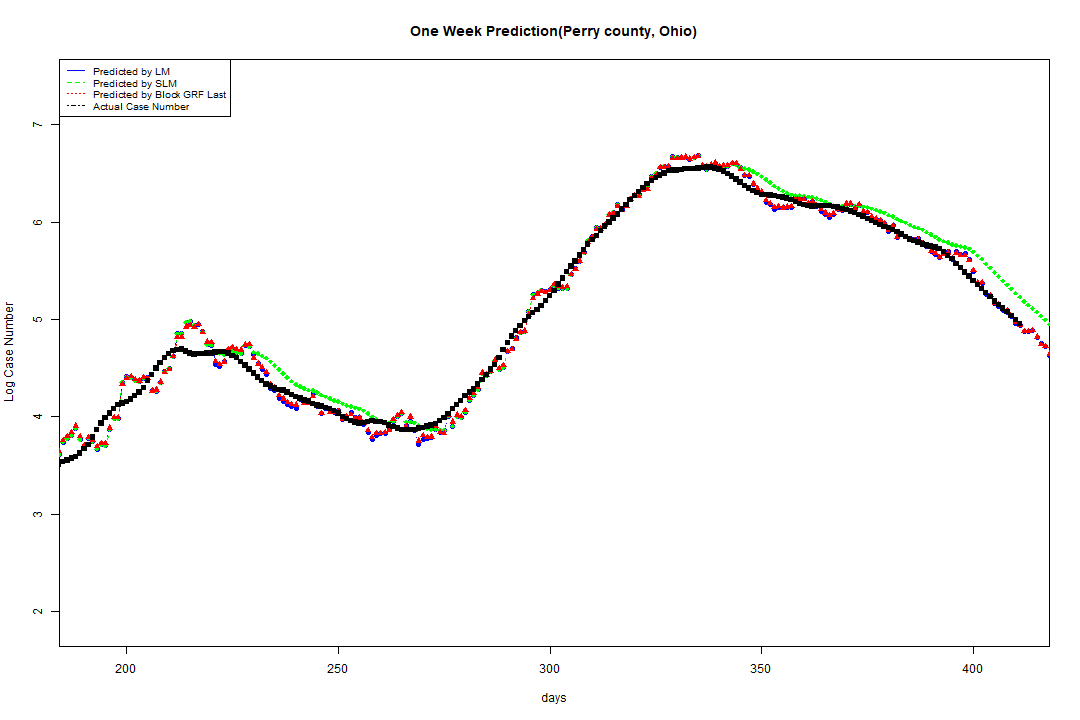 One Week Prediction(Perry county, Ohio)
Predicted by LM
Predicted by SLM
Predicted by Block GRF Last
Actual Case Number
7
6
5
4
3
2
Log Case Number
200
250
300
350
400
days